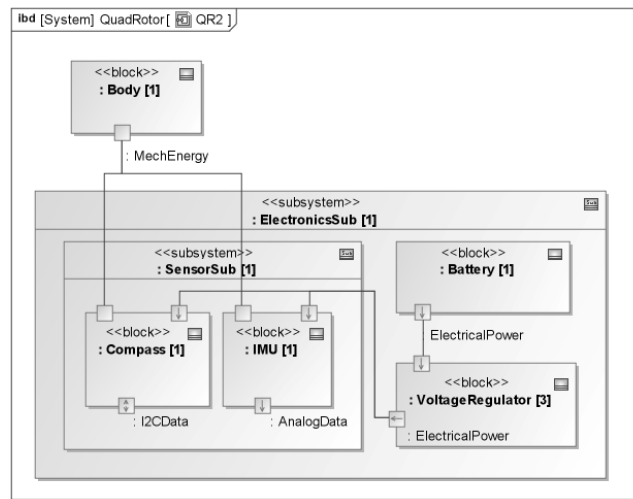 ibd [System] QuadRotor[ QR2 ]
<<block>>
: Body [1]
: MechEnergy
<<subsystem>>
: ElectronicsSub [1]
<<subsystem>>
: SensorSub [1]
<<block>>
: Battery [1]
<<block>>
: Compass [1]
<<block>>
: IMU [1]
ElectricalPower
<<block>>
: VoltageRegulator [3]
: I2CData
: AnalogData
: ElectricalPower